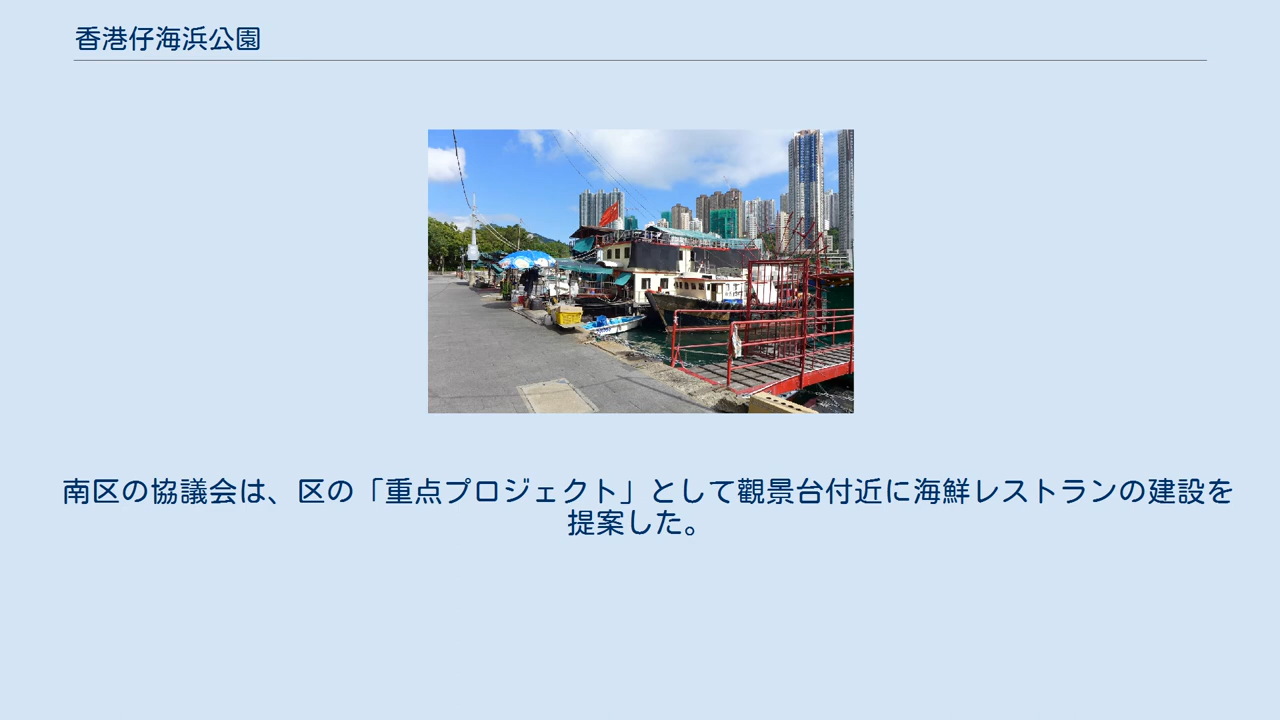 香港仔海浜公園
南区の協議会は、区の「重点プロジェクト」として觀景台付近に海鮮レストランの建設を
提案した。